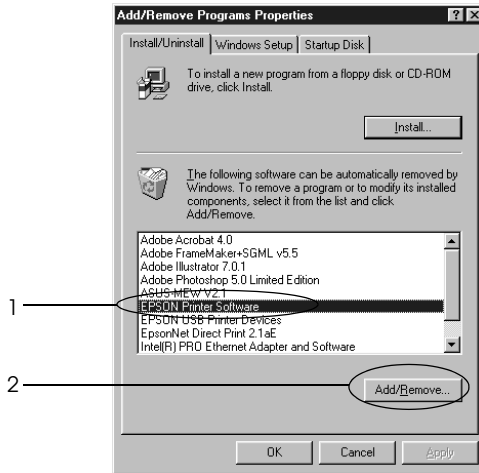 Add/Remove Programs Properties
Install/Uninstall Windows Setup Startup Disk
To install a new program from a floppy disk or CD-ROM
drive, click Install.
Install...
The following software can be automatically removed by
Windows. To remove a program or to modify its installed
components, select it from the list and click
Add/Remove.
Adobe Acrobat 4.0
Adobe FrameMaker+SGML v5.5
Adobe Illustrator 7.0.1
Adobe Photoshop 5.0 Limited Edition
ASUS-MEW V2.1
1 EPSON Printer Software
EPSON USB Printer Devices
EpsonNet Direct Print 2.1aE
Intel(R) PRO Ethernet Adapter and Software
2 Add/Remove...
OK Cancel Apply